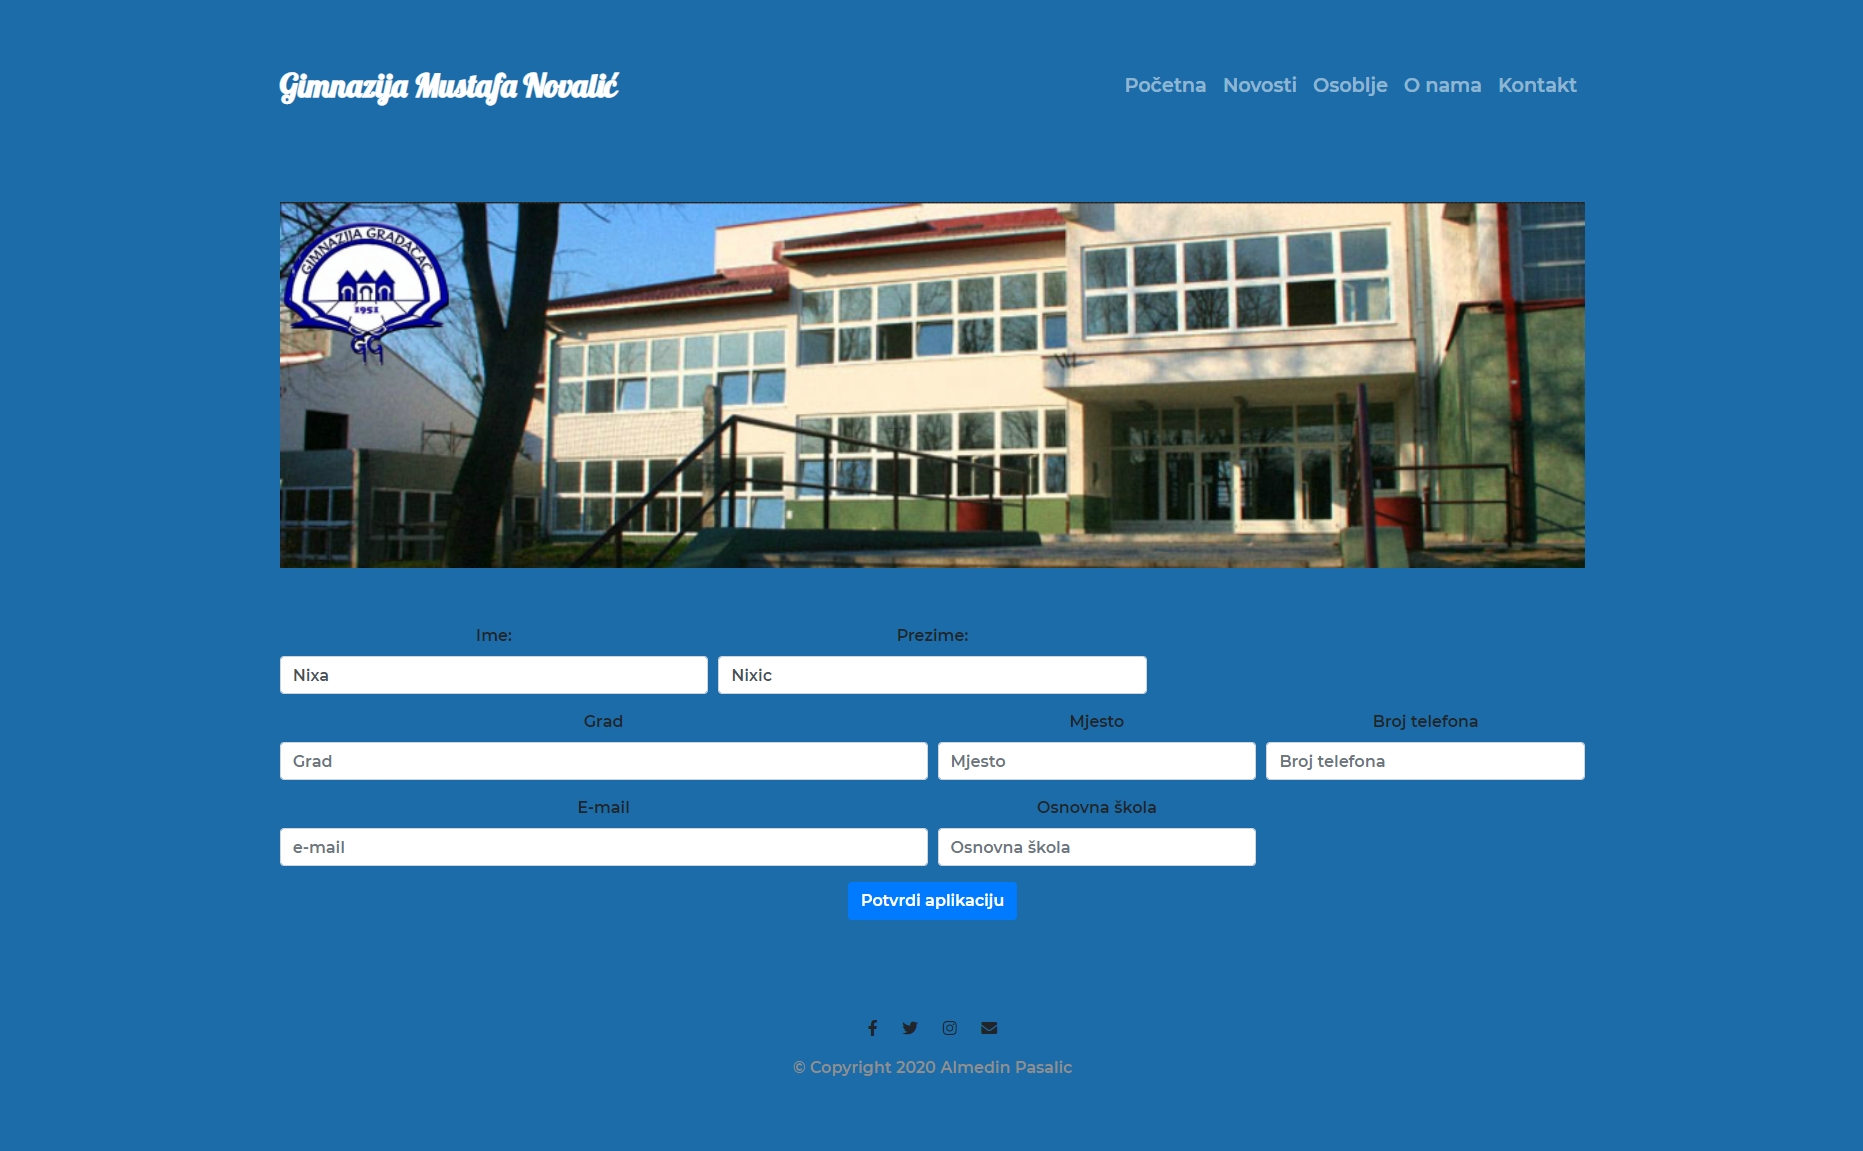 Gimnazija Mustafa Novalić
Početna Novosti Osoblje O nama Kontakt
GIMNAZIJA GRADAČAC
1951
GG
Ime: Prezime:
Nixa Nixic
Grad Mjesto Broj telefona
Grad Mjesto Broj telefona
E-mail Osnovna škola
e-mail Osnovna škola
Potvrdi aplikaciju
© Copyright 2020 Almedin Pasalic